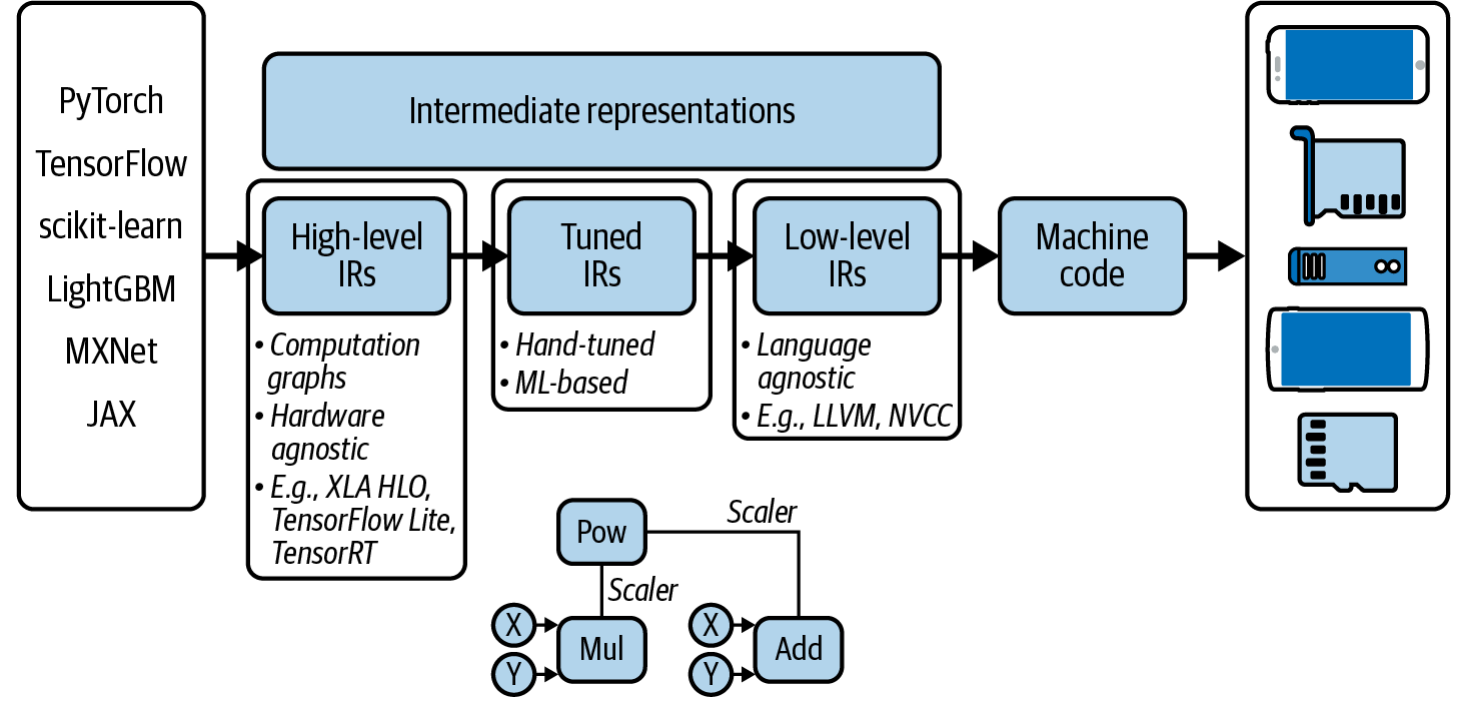 PyTorch
TensorFlow
scikit-learn
LightGBM
MXNet
JAX
Intermediate representations
High-level
IRs
• Computation
graphs
• Hardware
agnostic
• E.g., XLA HLO,
TensorFlow Lite,
TensorRT
Tuned
IRs
• Hand-tuned
• ML-based
Low-level
IRs
• Language
agnostic
• E.g., LLVM, NVCC
Machine
code
Pow
Scaler
Scaler
X
Y
Mul
X
Y
Add